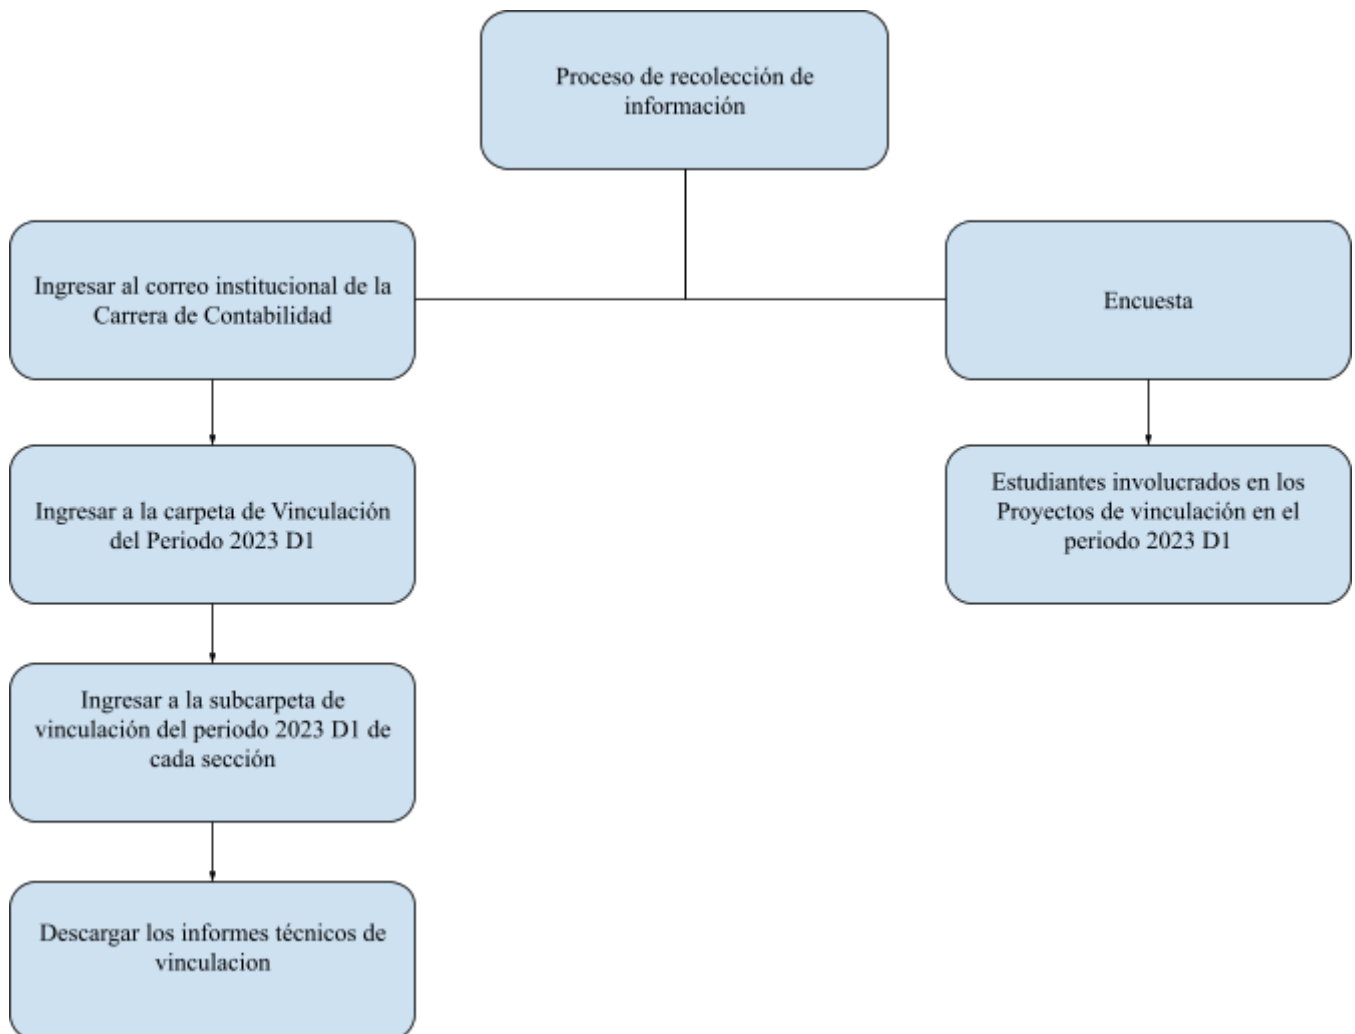 Proceso de recolección de
información
Ingresar al correo institucional de la
Carrera de Contabilidad
Encuesta
Ingresar a la carpeta de Vinculación
del Periodo 2023 D1
Estudiantes involucrados en los
Proyectos de vinculación en el
periodo 2023 D1
Ingresar a la subcarpeta de
vinculación del periodo 2023 D1 de
cada sección
Descargar los informes técnicos de
vinculacion